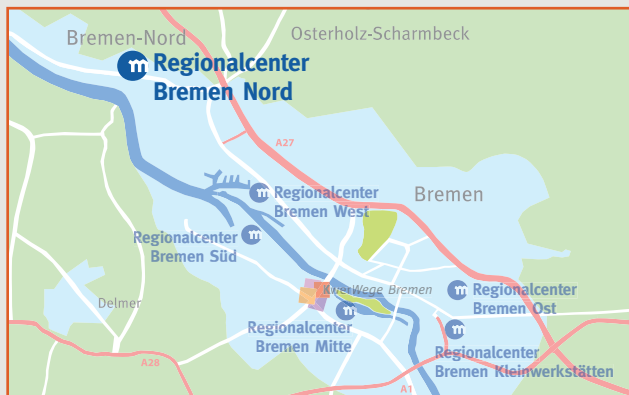 Bremen-Nord
Osterholz-Scharmbeck
m Regionalcenter
Bremen Nord
A27
m Regionalcenter
Bremen West
Bremen
Regionalcenter m
Bremen Süd
KwerWege Bremen
m Regionalcenter
Bremen Ost
Delmer
m
Regionalcenter
Bremen Mitte
m
Regionalcenter
Bremen Kleinwerkstätten
A28
A1